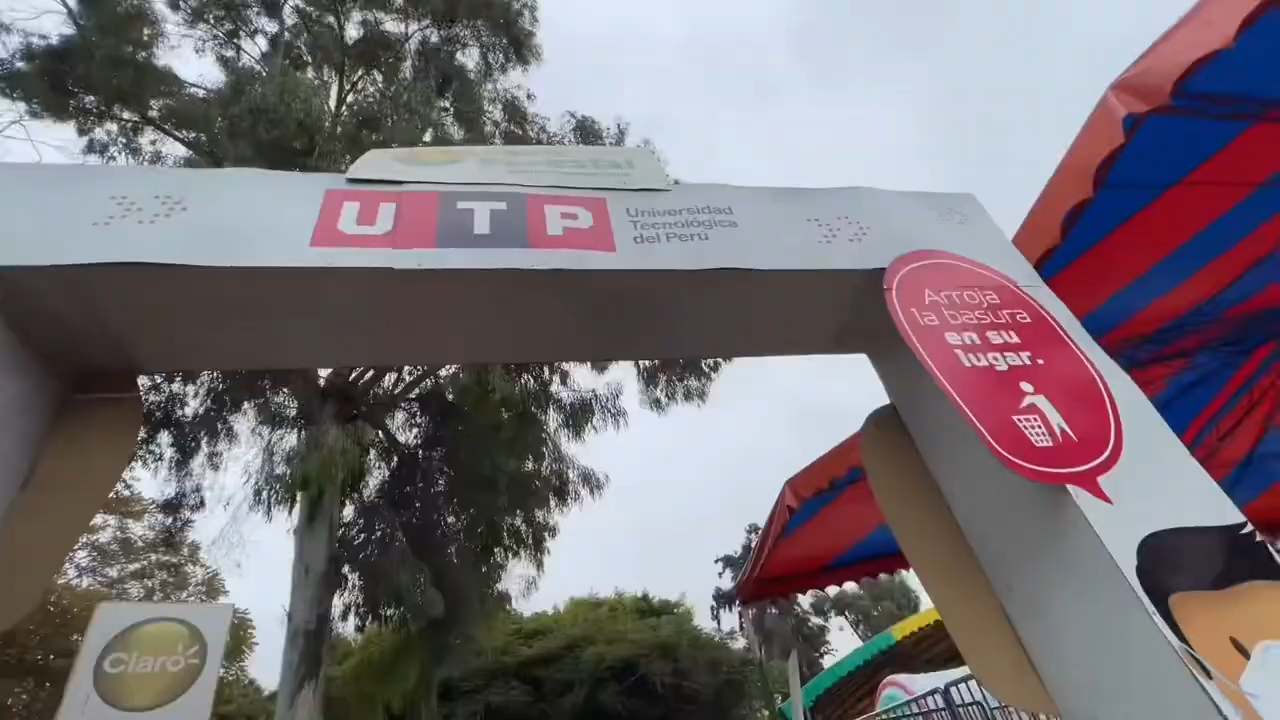 UTP
Universidad
Tecnológica
del Perú
Arroja
la basura
en su
lugar.
Claro